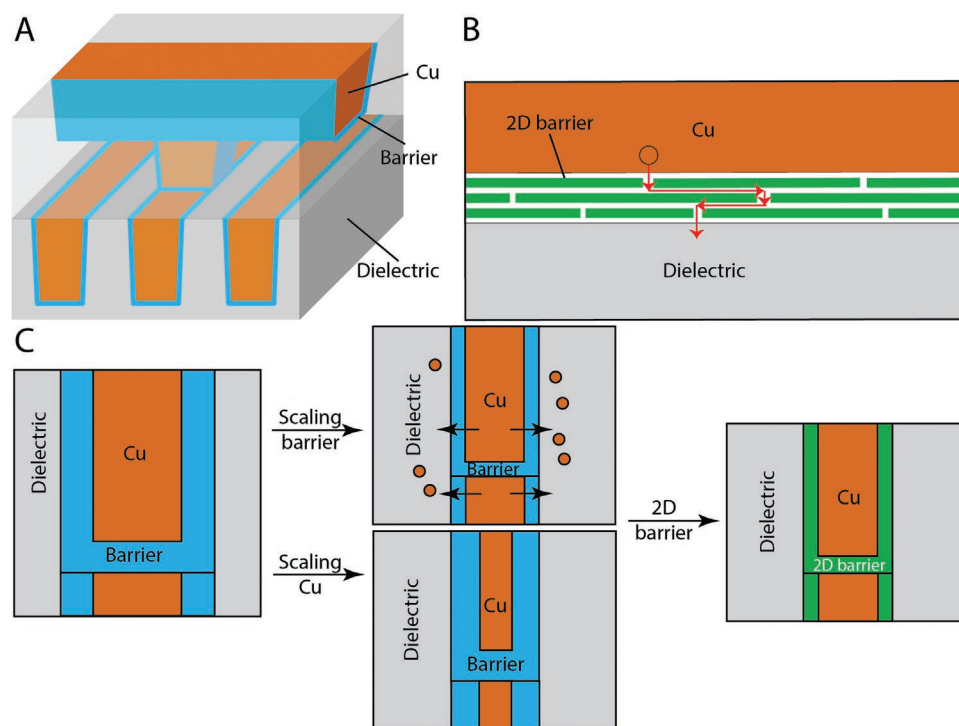 A
Cu
Barrier
Dielectric
B
2D barrier
Cu
Dielectric
C
Dielectric
Cu
Barrier
Scaling
barrier
Dielectric
Cu
Barrier
Scaling
Cu
Dielectric
Cu
Barrier
2D
barrier
Dielectric
Cu
2D barrier